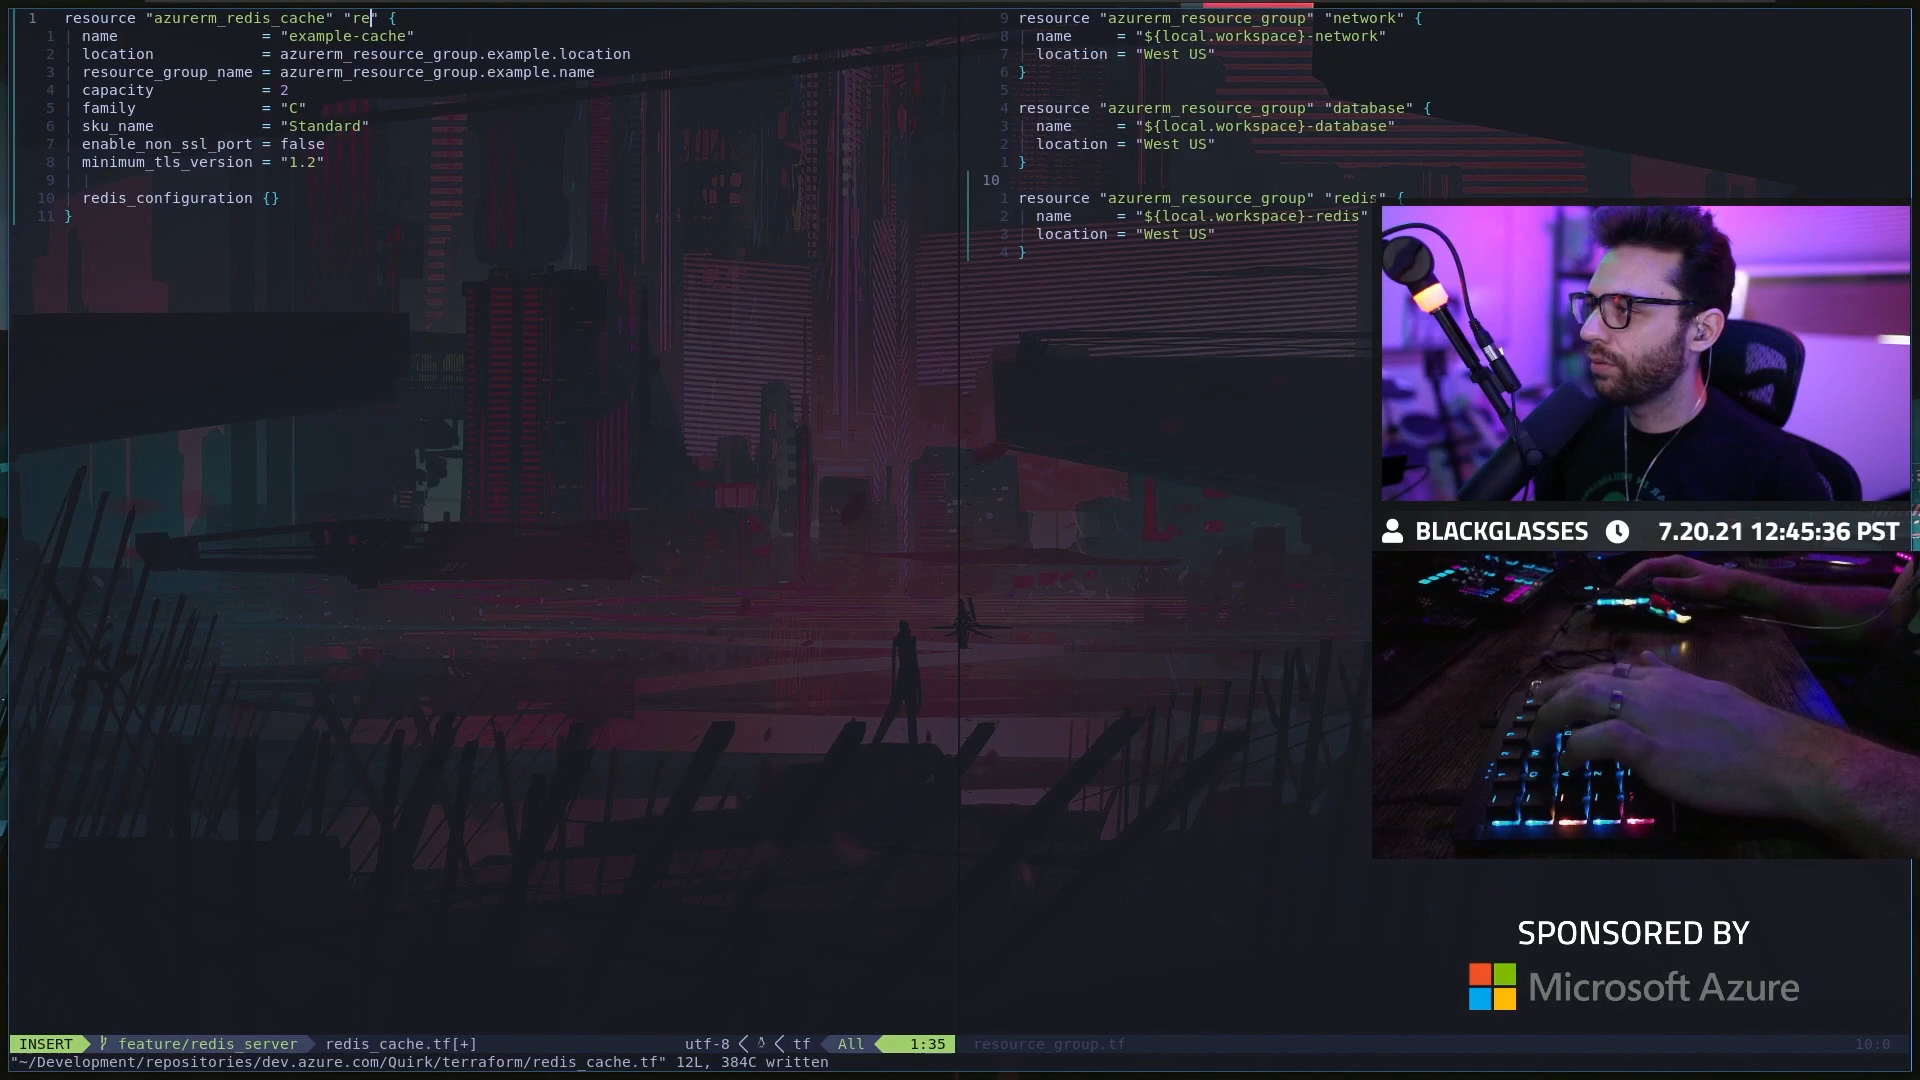 1 resource "azurerm_redis_cache" "re" {
1 name = "example-cache"
2 location = azurerm_resource_group.example.location
3 resource_group_name = azurerm_resource_group.example.name
4 capacity = 2
5 family = "C"
6 sku_name = "Standard"
7 enable_non_ssl_port = false
8 minimum_tls_version = "1.2"
9
10 redis_configuration {}
11 }
9 resource "azurerm_resource_group" "network" {
8 name = "${local.workspace}-network"
7 location = "West US"
6 }
5
4 resource "azurerm_resource_group" "database" {
3 name = "${local.workspace}-database"
2 location = "West US"
1 }
10
1 resource "azurerm_resource_group" "redis" {
2 name = "${local.workspace}-redis"
3 location = "West US"
4 }
BLACKGLASSES 7.20.21 12:45:36 PST
SPONSORED BY
Microsoft Azure
INSERT feature/redis_server redis_cache.tf[+] utf-8 < < tf All 1:35
resource_group.tf 10:0
"~/Development/repositories/dev.azure.com/Quirk/terraform/redis_cache.tf" 12L, 384C written